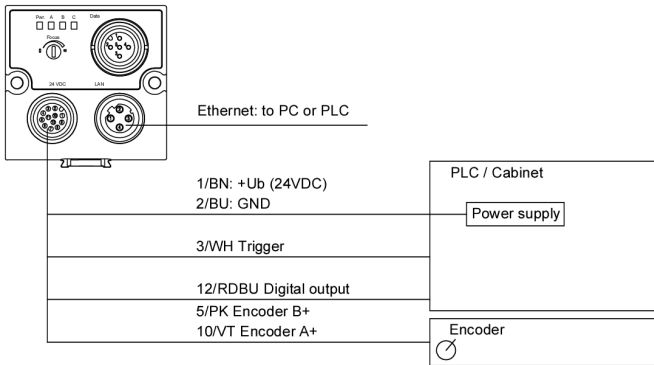 Pwr. A B C
Data
Focus
24 VDC
LAN
Ethernet: to PC or PLC
1/BN: +Ub (24VDC)
2/BU: GND
3/WH Trigger
12/RDBU Digital output
5/PK Encoder B+
10/VT Encoder A+
PLC / Cabinet
Power supply
Encoder